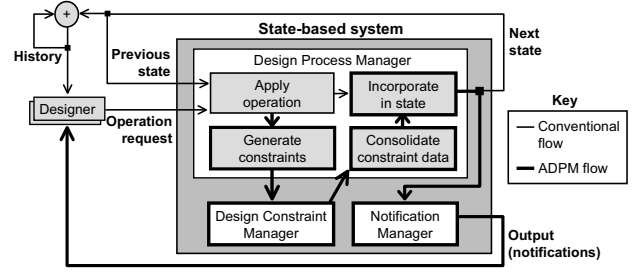 +
State-based system
Next
state
History
Previous
state
Design Process Manager
Apply
operation
Incorporate
in state
Key
Designer
Operation
request
Conventional
flow
Generate
constraints
Consolidate
constraint data
ADPM flow
Design Constraint
Manager
Notification
Manager
Output
(notifications)